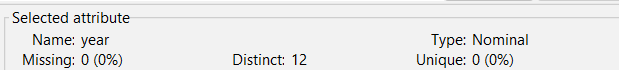 Selected attribute
Name: year Type: Nominal
Missing: 0 (0%) Distinct: 12 Unique: 0 (0%)